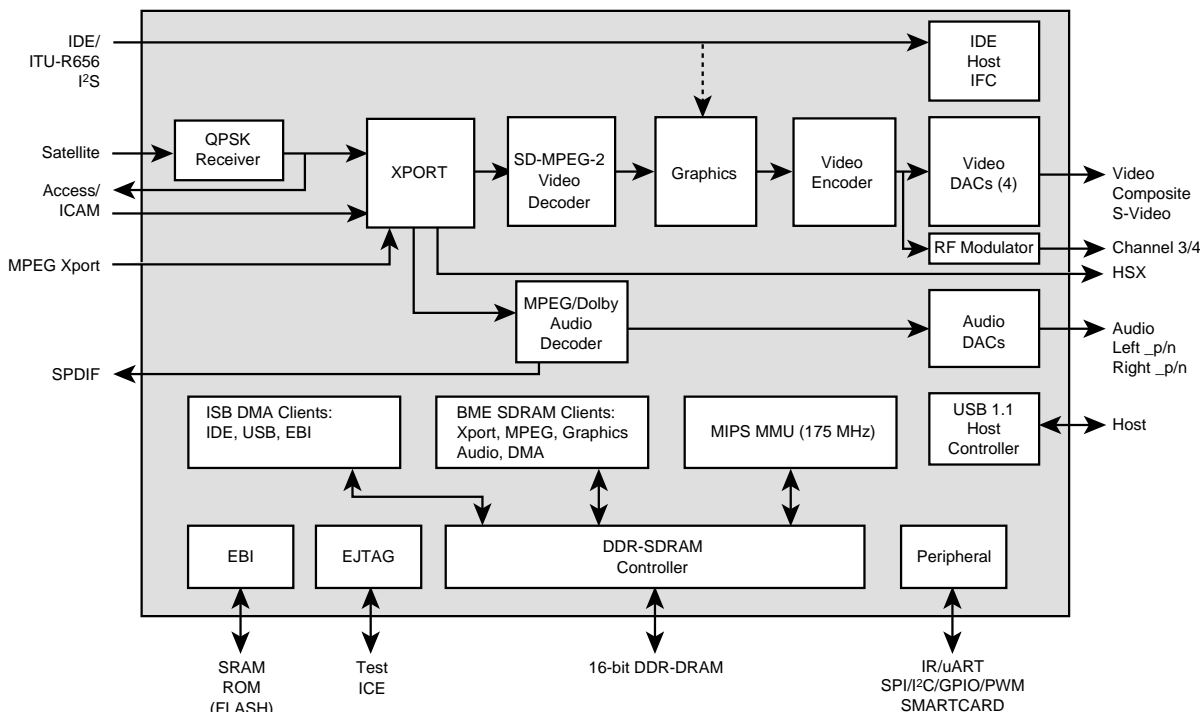 IDE/
ITU-R656
I²S
IDE
Host
IFC
Satellite
QPSK
Receiver
Access/
ICAM
XPORT
SD-MPEG-2
Video
Decoder
Graphics
Video
Encoder
Video
DACs (4)
Video
Composite
S-Video
RF Modulator
Channel 3/4
MPEG Xport
HSX
MPEG/Dolby
Audio
Decoder
Audio
DACs
Audio
Left _p/n
Right _p/n
SPDIF
ISB DMA Clients:
IDE, USB, EBI
BME SDRAM Clients:
Xport, MPEG, Graphics
Audio, DMA
MIPS MMU (175 MHz)
USB 1.1
Host
Controller
Host
EBI
EJTAG
DDR-SDRAM
Controller
Peripheral
SRAM
ROM
(FLASH)
Test
ICE
16-bit DDR-DRAM
IR/uART
SPI/I²C/GPIO/PWM
SMARTCARD